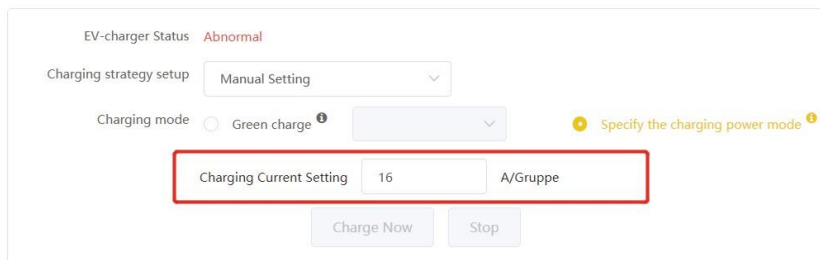 EV-charger Status Abnormal
Charging strategy setup Manual Setting
Charging mode Green charge Specify the charging power mode
Charging Current Setting 16 A/Gruppe
Charge Now Stop